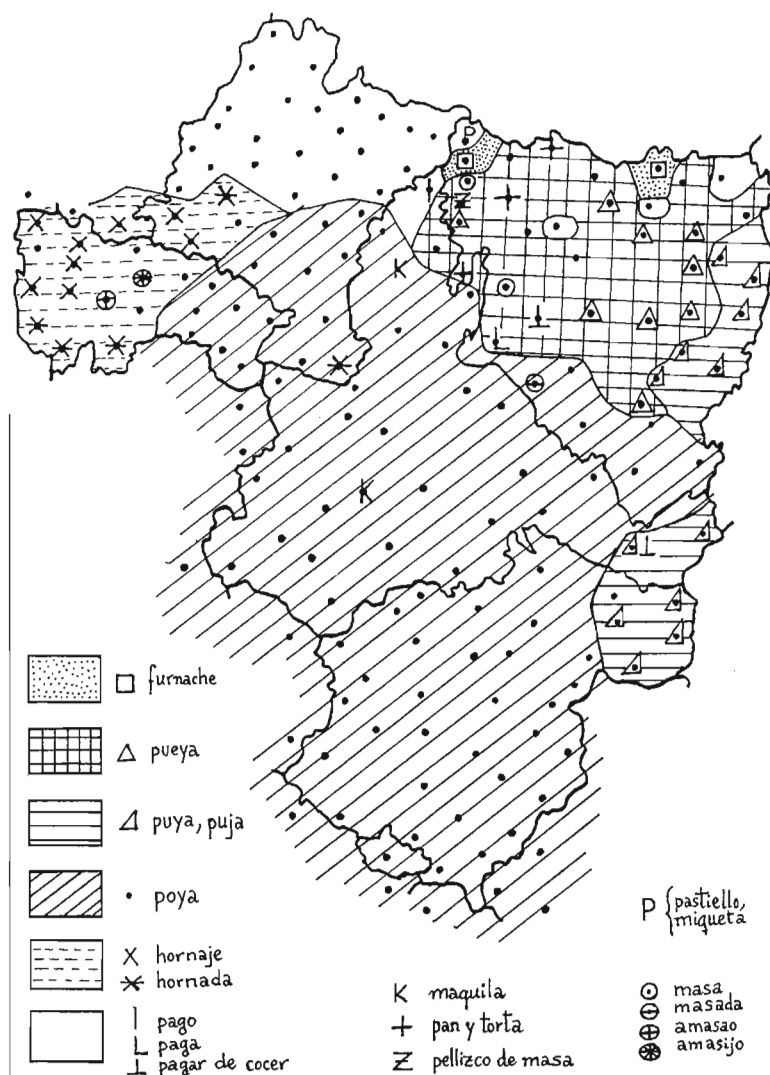 P
K
K
furnache
pueya
puya, puja
poya
hornaje
hornada
pago
paga
pagar de cocer
K maquila
pan y torta
pellizco de masa
P { pastiello,
miqueta
masa
masada
amasao
amasijo